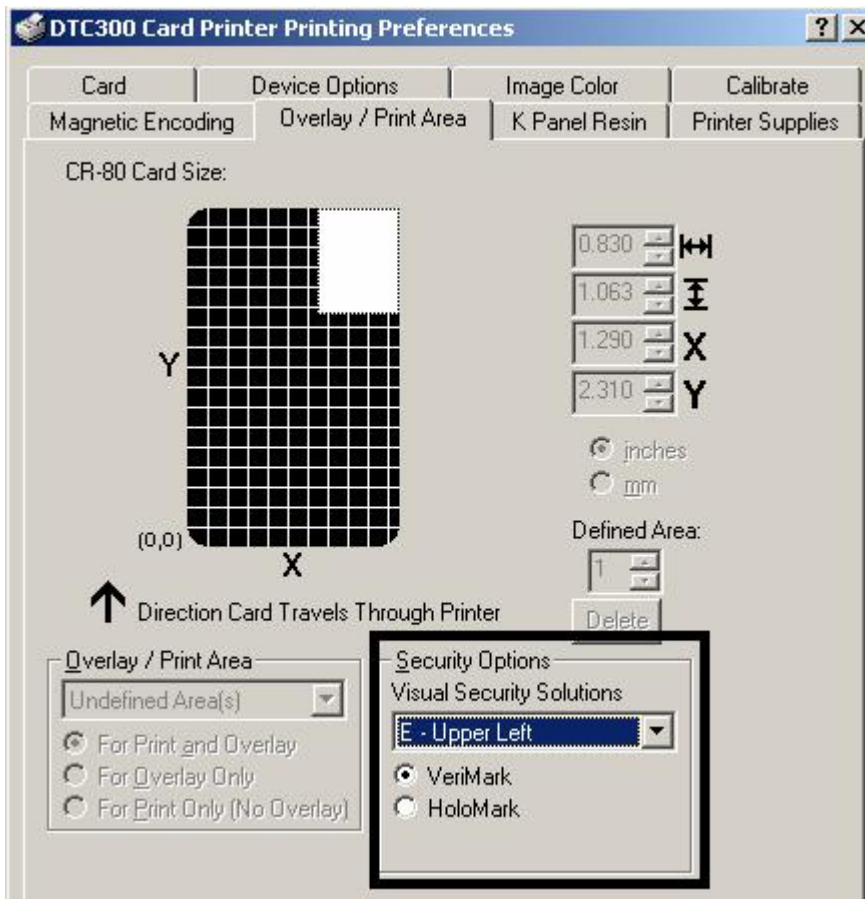 DTC300 Card Printer Printing Preferences
Card Device Options Image Color Calibrate
Magnetic Encoding Overlay / Print Area K Panel Resin Printer Supplies
CR-80 Card Size:
0.830
1.063
1.290 X
2.310 Y
Y
inches
mm
(0,0)
X
Defined Area:
1
Direction Card Travels Through Printer
Delete
Overlay / Print Area
Undefined Area(s)
For Print and Overlay
For Overlay Only
For Print Only (No Overlay)
Security Options
Visual Security Solutions
E - Upper Left
VeriMark
HoloMark